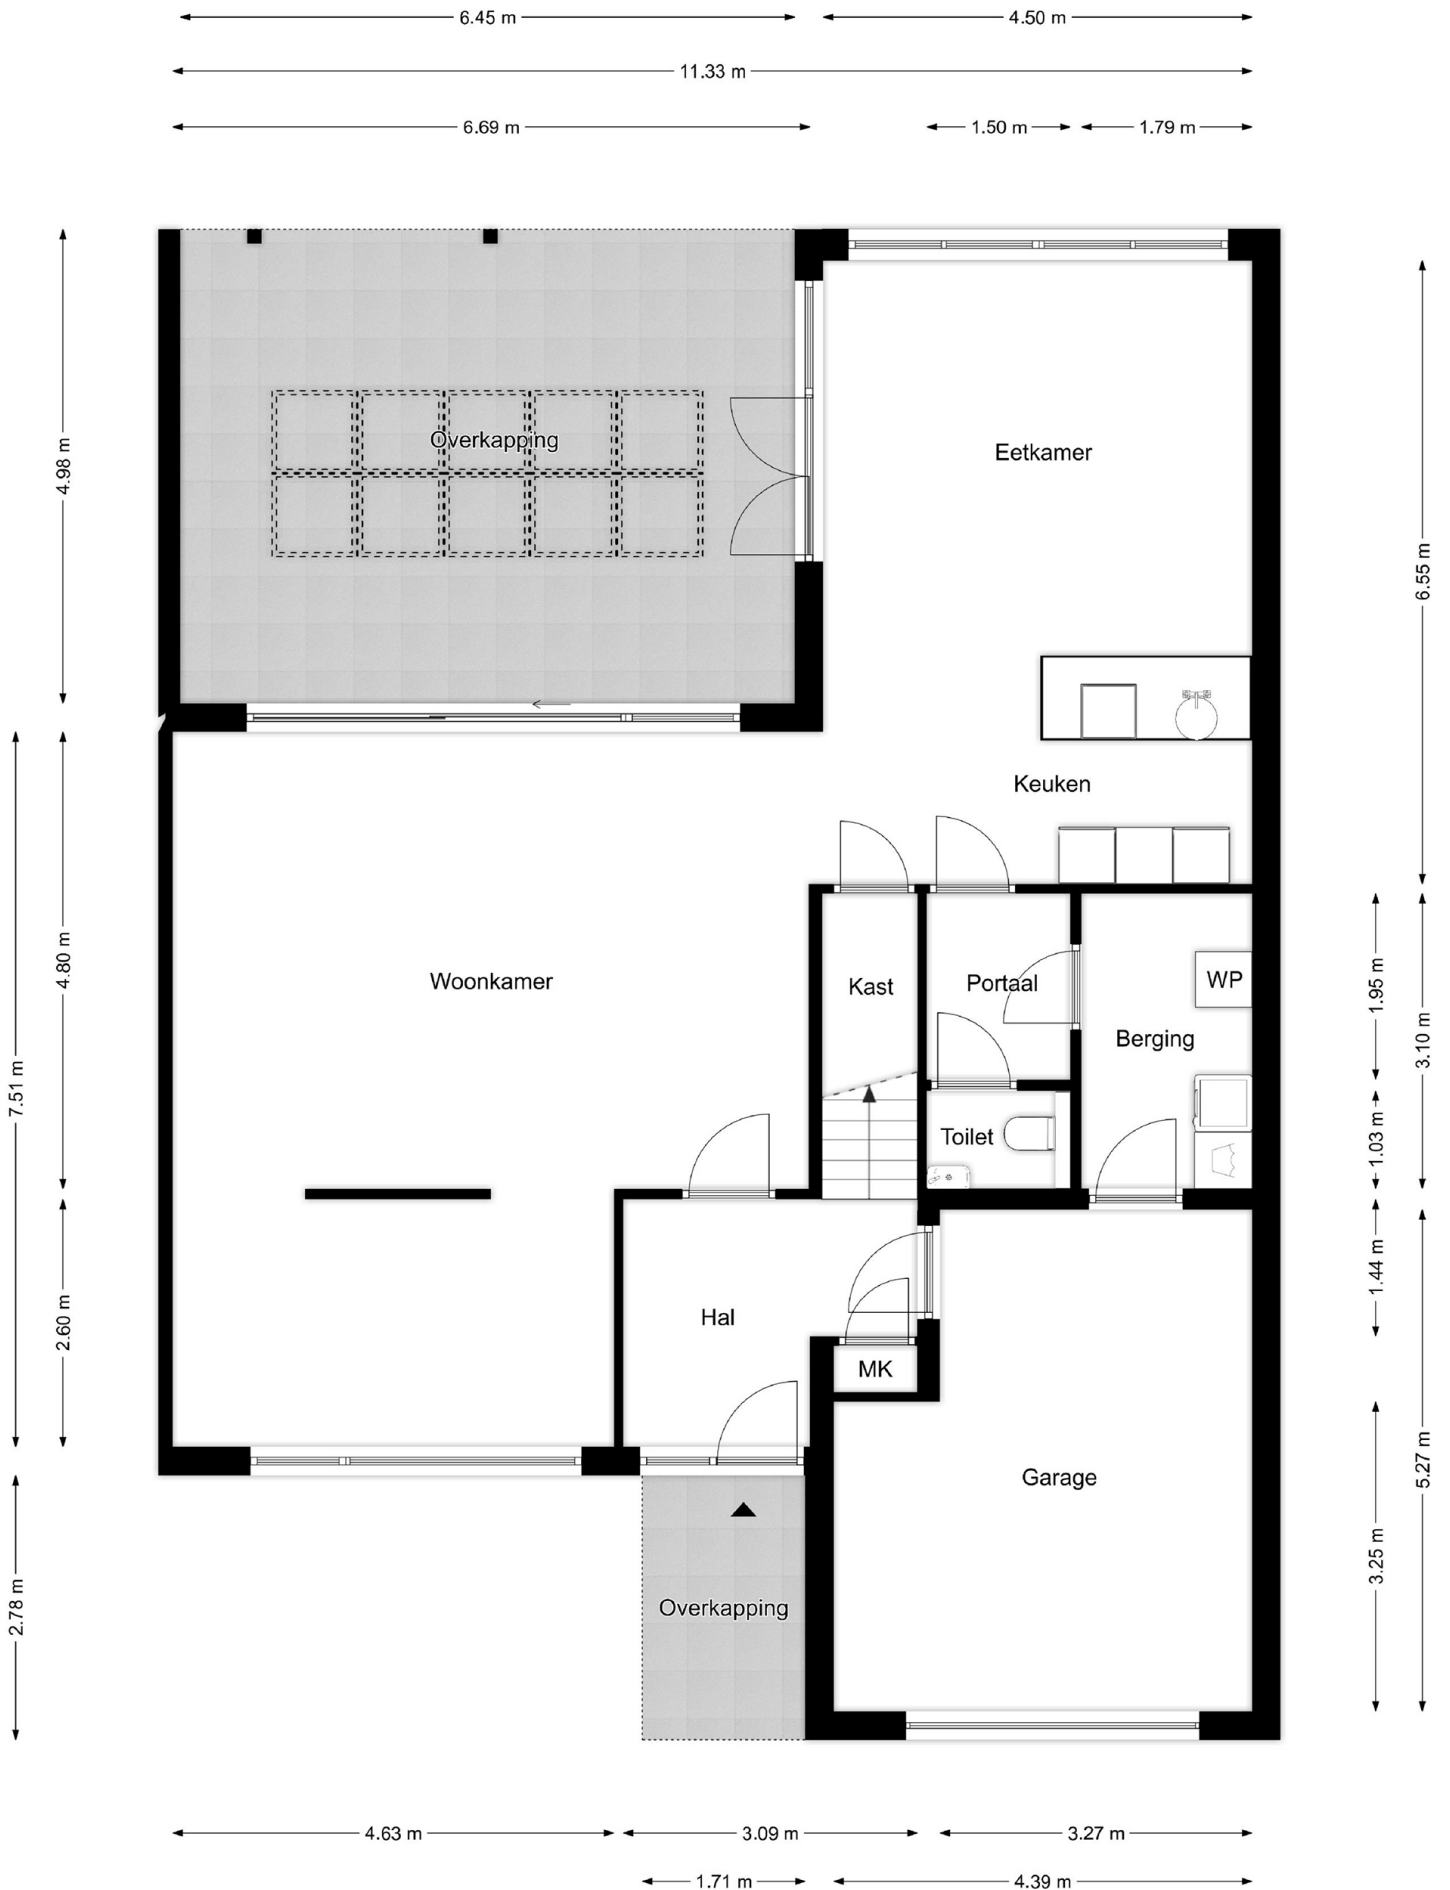 6.45 m
4.50 m
11.33 m
6.69 m
1.50 m
1.79 m
4.98 m
Overkapping
Eetkamer
6.55 m
Keuken
7.51 m
4.80 m
Woonkamer
Kast
Portaal
WP
Berging
1.95 m
3.10 m
Toilet
1.03 m
2.60 m
Hal
MK
1.44 m
Garage
5.27 m
3.25 m
2.78 m
Overkapping
4.63 m
3.09 m
3.27 m
1.71 m
4.39 m